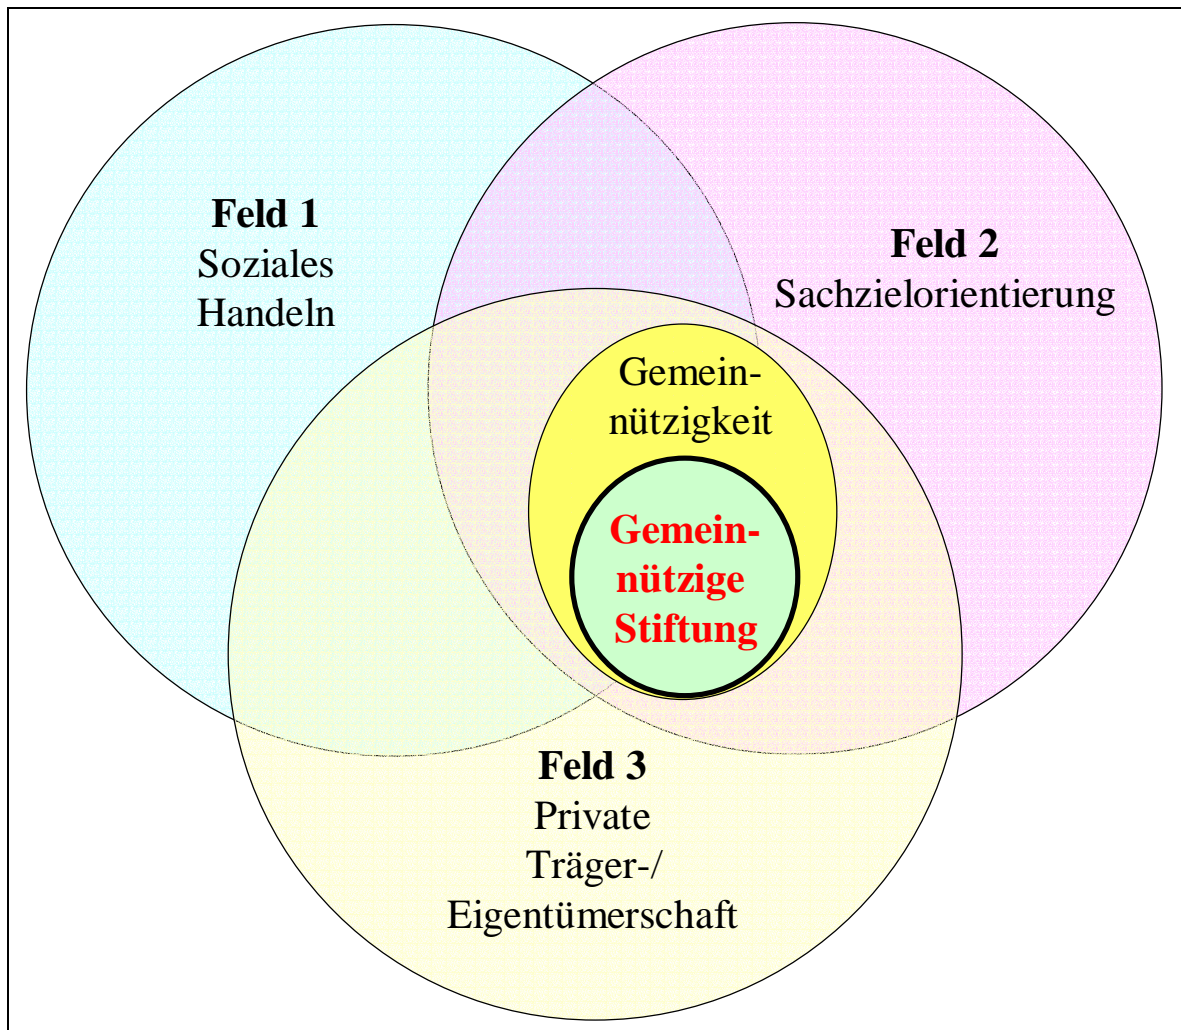 Feld 1
Soziales
Handeln
Feld 2
Sachzielorientierung
Gemein-
nützigkeit
Gemein-
nützige
Stiftung
Feld 3
Private
Träger-/
Eigentümerschaft